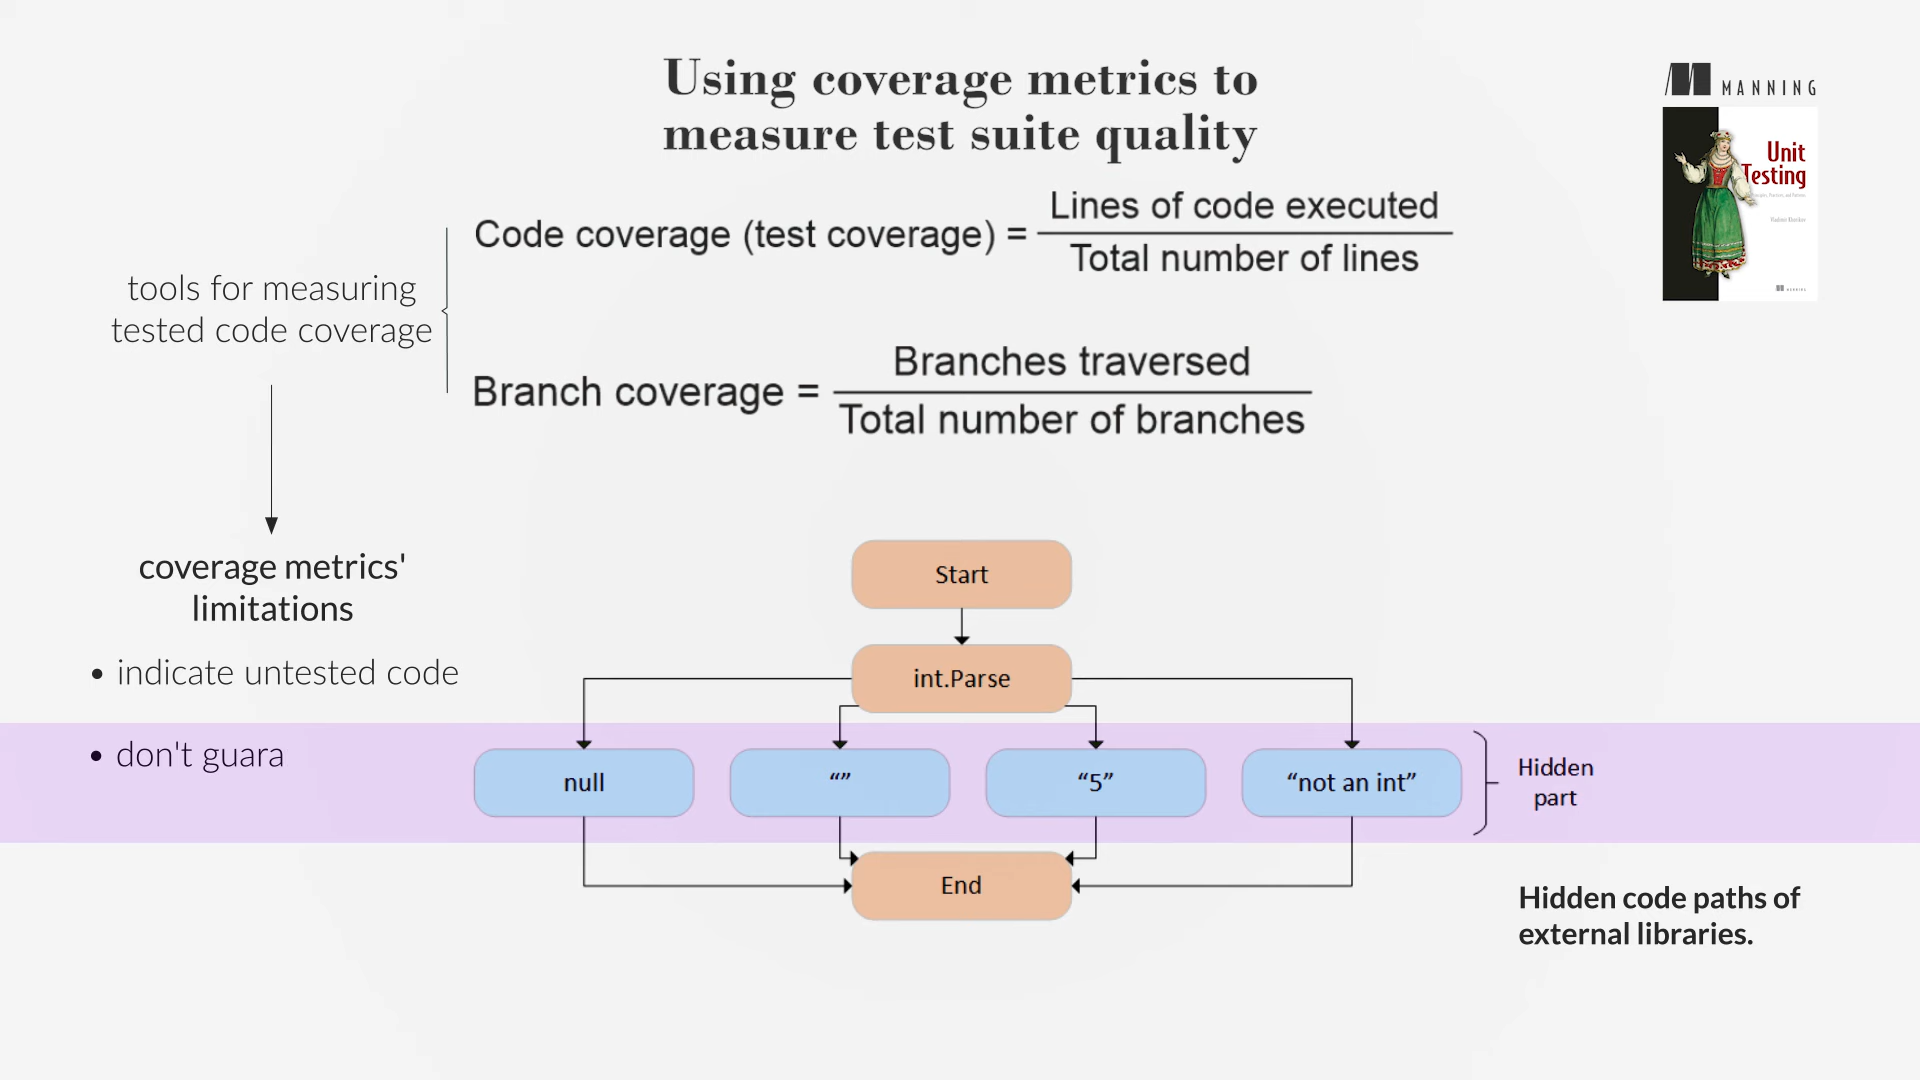 Using coverage metrics to
measure test suite quality
MANNING
Unit
Testing
Code coverage (test coverage) = Lines of code executed
Total number of lines
tools for measuring
tested code coverage
Branch coverage = Branches traversed
Total number of branches
coverage metrics'
limitations
• indicate untested code
• don't guara
Start
int.Parse
null
“”
“5”
“not an int”
Hidden
part
End
Hidden code paths of
external libraries.